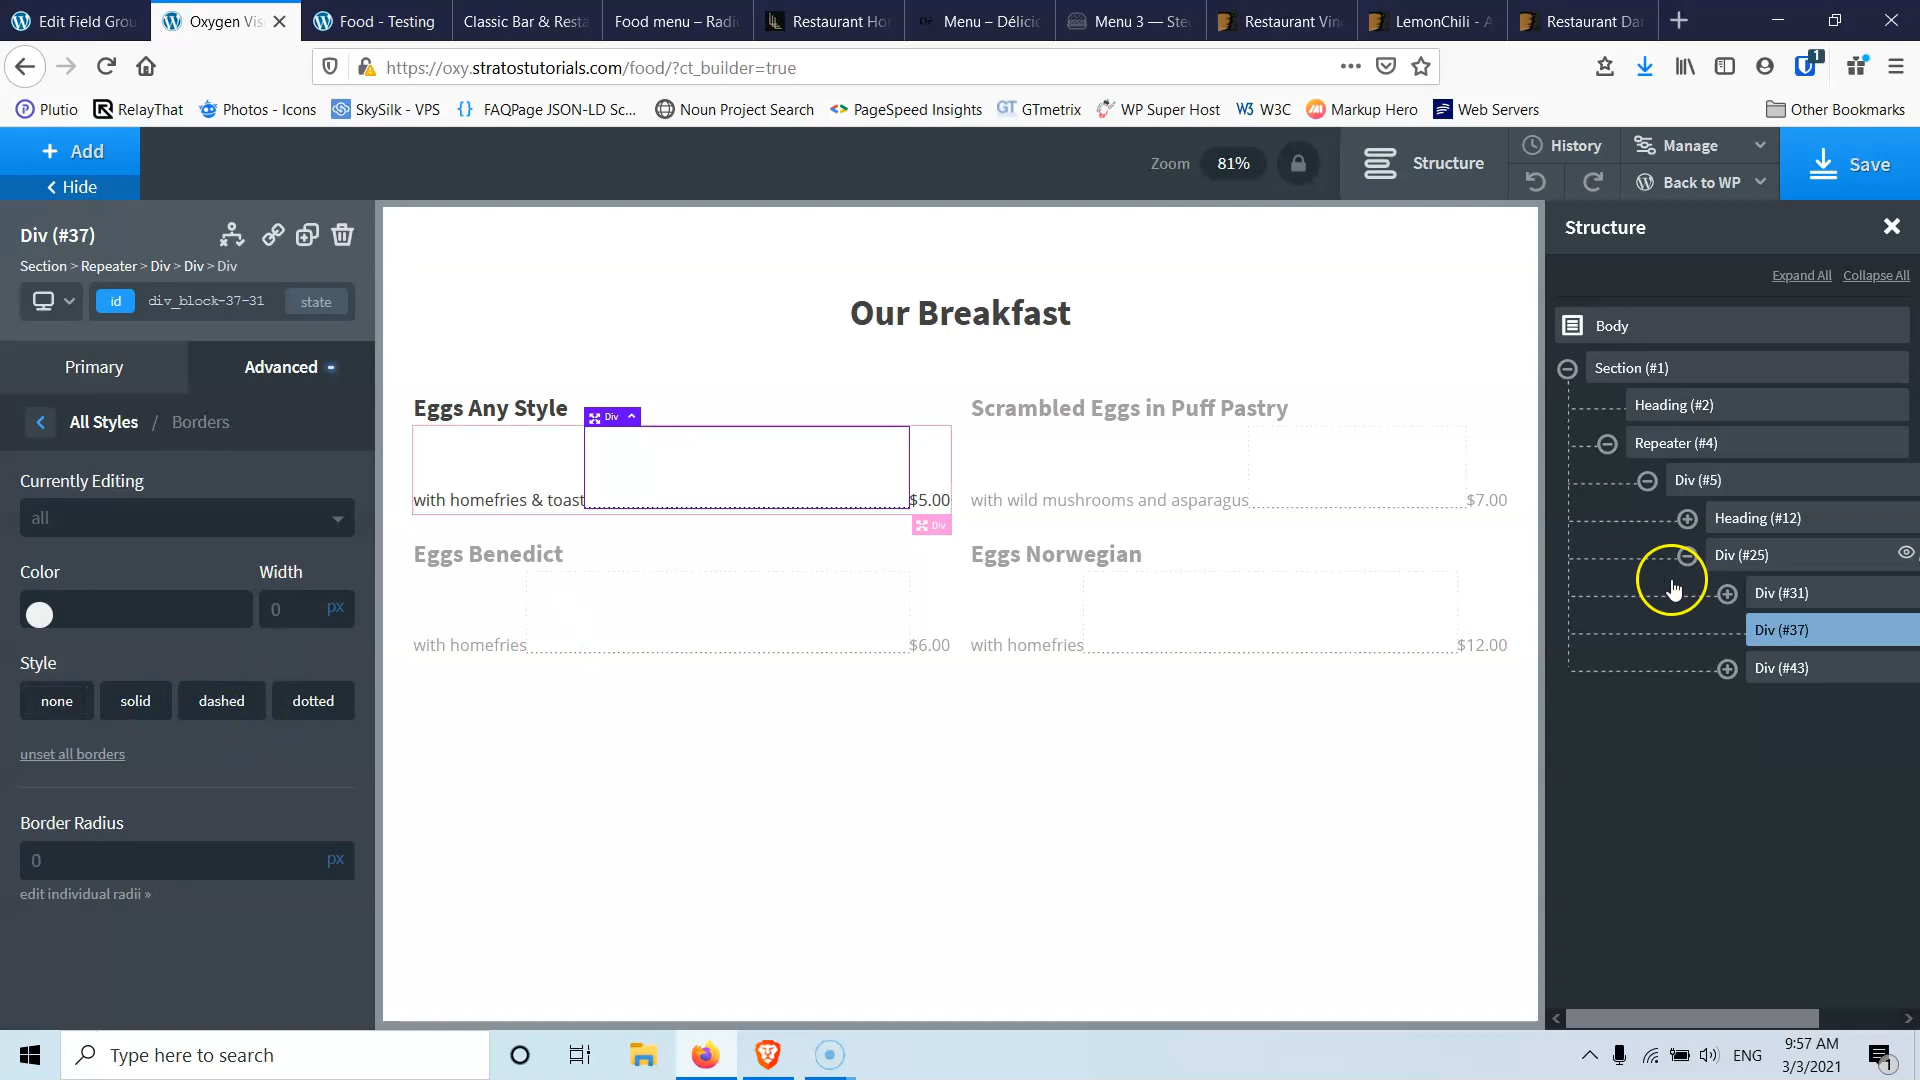 Edit Field Grou
Oxygen Vis
Food - Testing
Classic Bar & Resta
Food menu – Radi
Restaurant Ho
Menu – Délici
Menu 3 — Ste
Restaurant Vin
LemonChili - A
Restaurant Da
https://oxy.stratostutorials.com/food/?ct_builder=true
1
Plutio
RelayThat
Photos - Icons
SkySilk - VPS
FAQPage JSON-LD Sc...
Noun Project Search
PageSpeed Insights
GT GTmetrix
WP Super Host
W3 W3C
Markup Hero
Web Servers
Other Bookmarks
+ Add
< Hide
Zoom
81%
Structure
History
Manage
Back to WP
Save
Div (#37)
Section > Repeater > Div > Div > Div
id
div_block-37-31
state
Primary
Advanced
All Styles / Borders
Currently Editing
all
Color
Width
0 px
Style
none
solid
dashed
dotted
unset all borders
Border Radius
0 px
edit individual radii »
Our Breakfast
Eggs Any Style
Div
with homefries & toast
$5.00
Div
Scrambled Eggs in Puff Pastry
with wild mushrooms and asparagus
$7.00
Eggs Benedict
with homefries
$6.00
Eggs Norwegian
with homefries
$12.00
Structure
Expand All
Collapse All
Body
Section (#1)
Heading (#2)
Repeater (#4)
Div (#5)
Heading (#12)
Div (#25)
Div (#31)
Div (#37)
Div (#43)
Type here to search
ENG
9:57 AM
3/3/2021
1